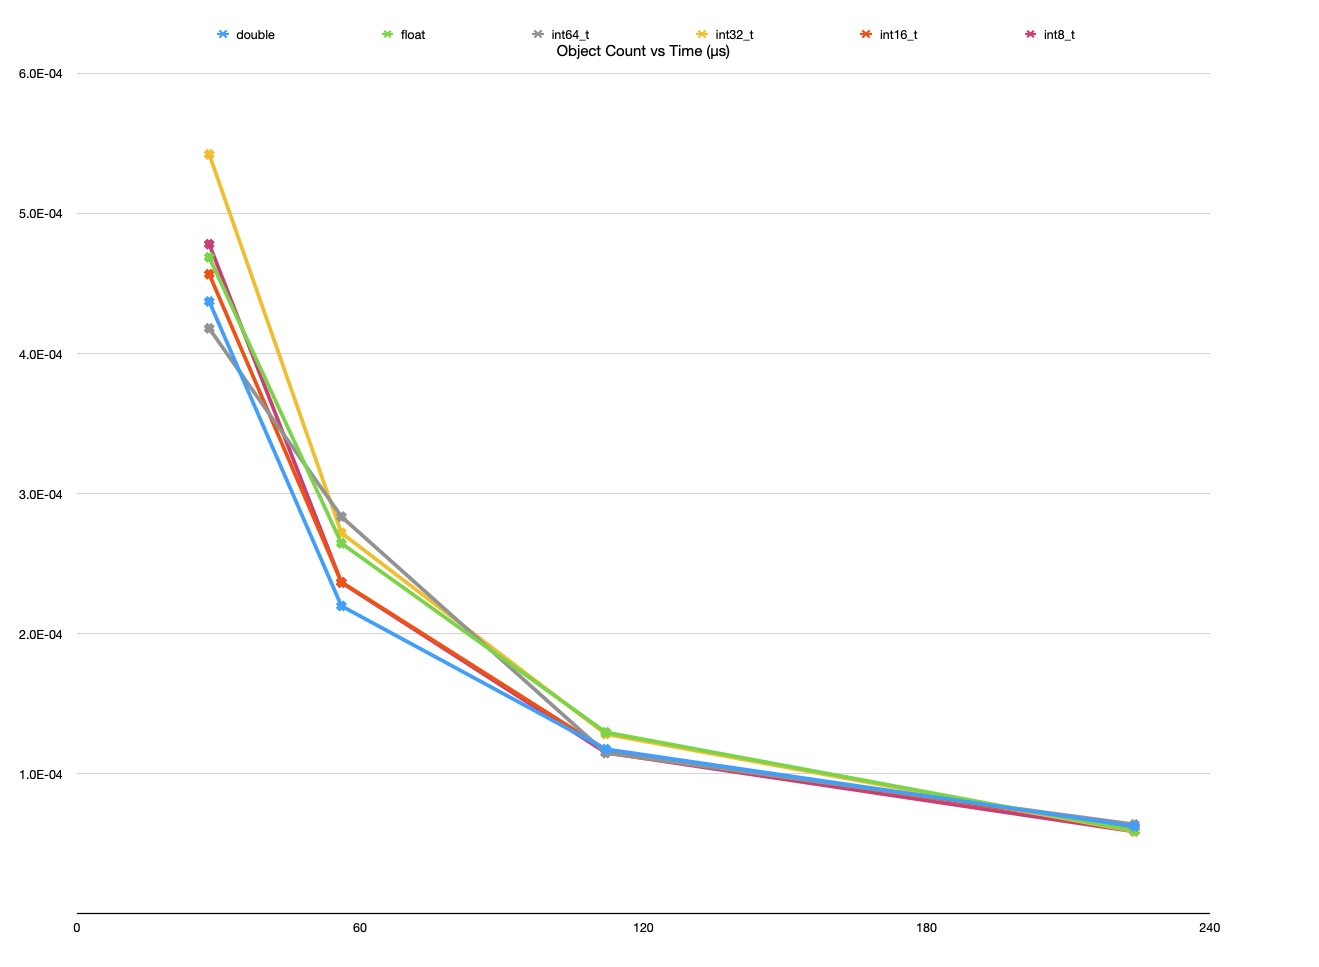 double float int64_t int32_t int16_t int8_t
Object Count vs Time (µs)
6.0E-04
5.0E-04
4.0E-04
3.0E-04
2.0E-04
1.0E-04
0 60 120 180 240